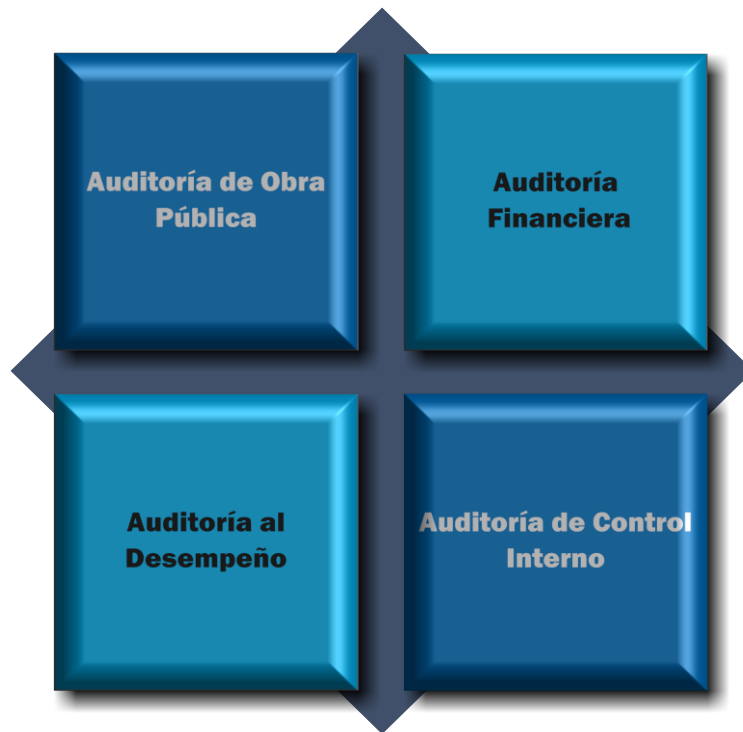 Auditoría de Obra
Pública
Auditoría
Financiera
Auditoría al
Desempeño
Auditoría de Control
Interno